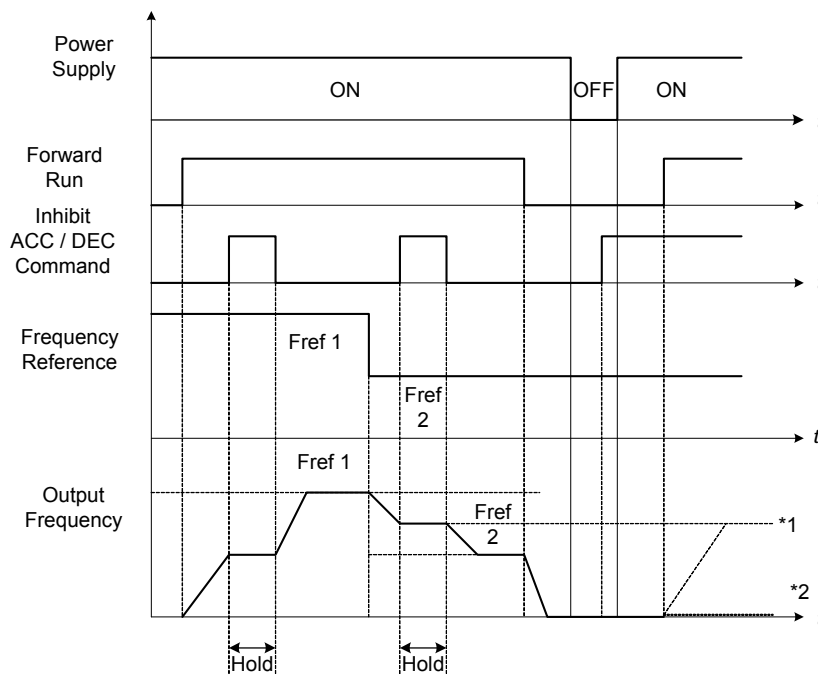 Power
Supply
ON
OFF
ON
Forward
Run
Inhibit
ACC / DEC
Command
Frequency
Reference
Fref 1
Fref
2
t
Output
Frequency
Fref 1
Fref
2
*1
*2
Hold
Hold